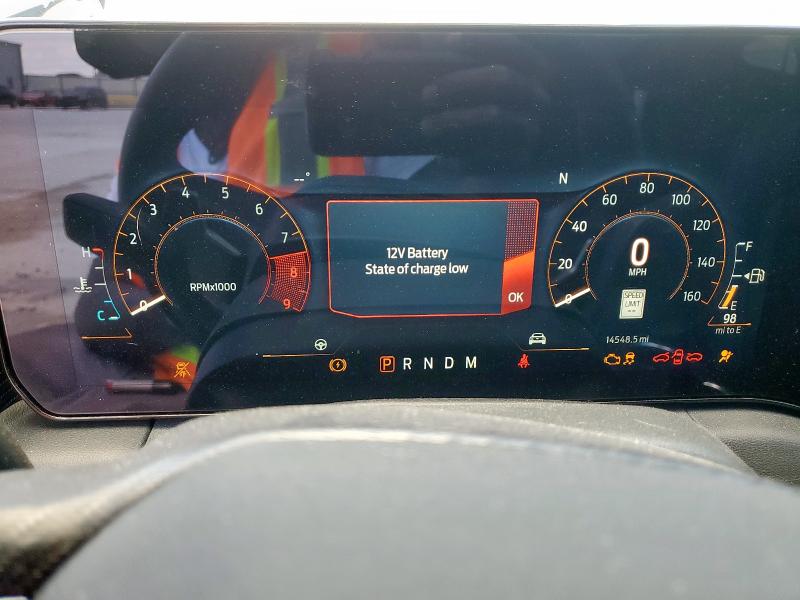 --°
N
4
5
3
6
2
7
1
8
0
9
RPMx1000
H
C
12V Battery
State of charge low
OK
80
60
100
40
120
20
140
0
160
0
MPH
SPEED
LIMIT
--
F
E
98
mi to E
14548.5 mi
P R N D M